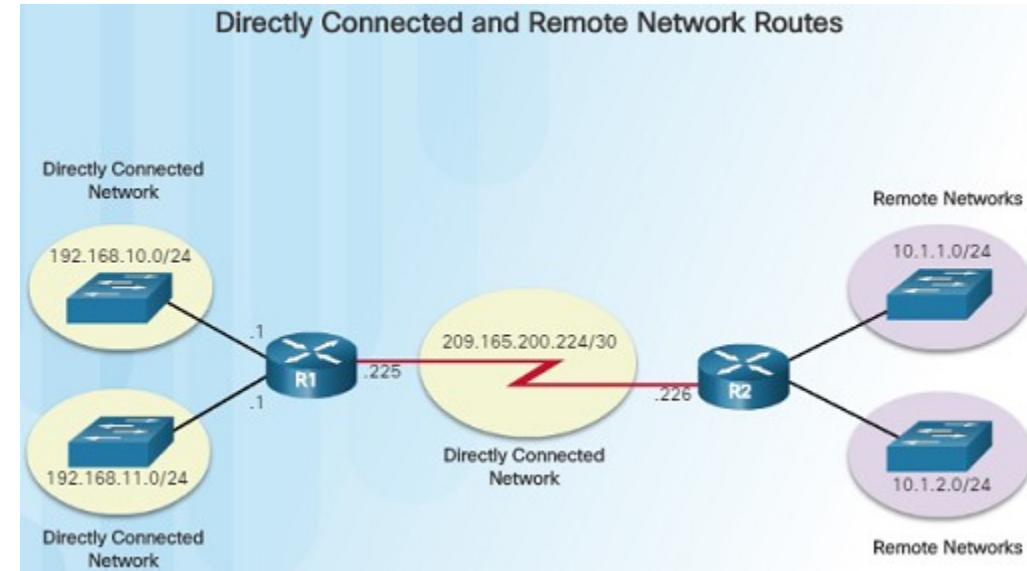 Directly Connected and Remote Network Routes
Directly Connected
Network
192.168.10.0/24
.1
R1
.1
192.168.11.0/24
Directly Connected
Network
.225
209.165.200.224/30
.226
Directly Connected
Network
R2
Remote Networks
10.1.1.0/24
10.1.2.0/24
Remote Networks